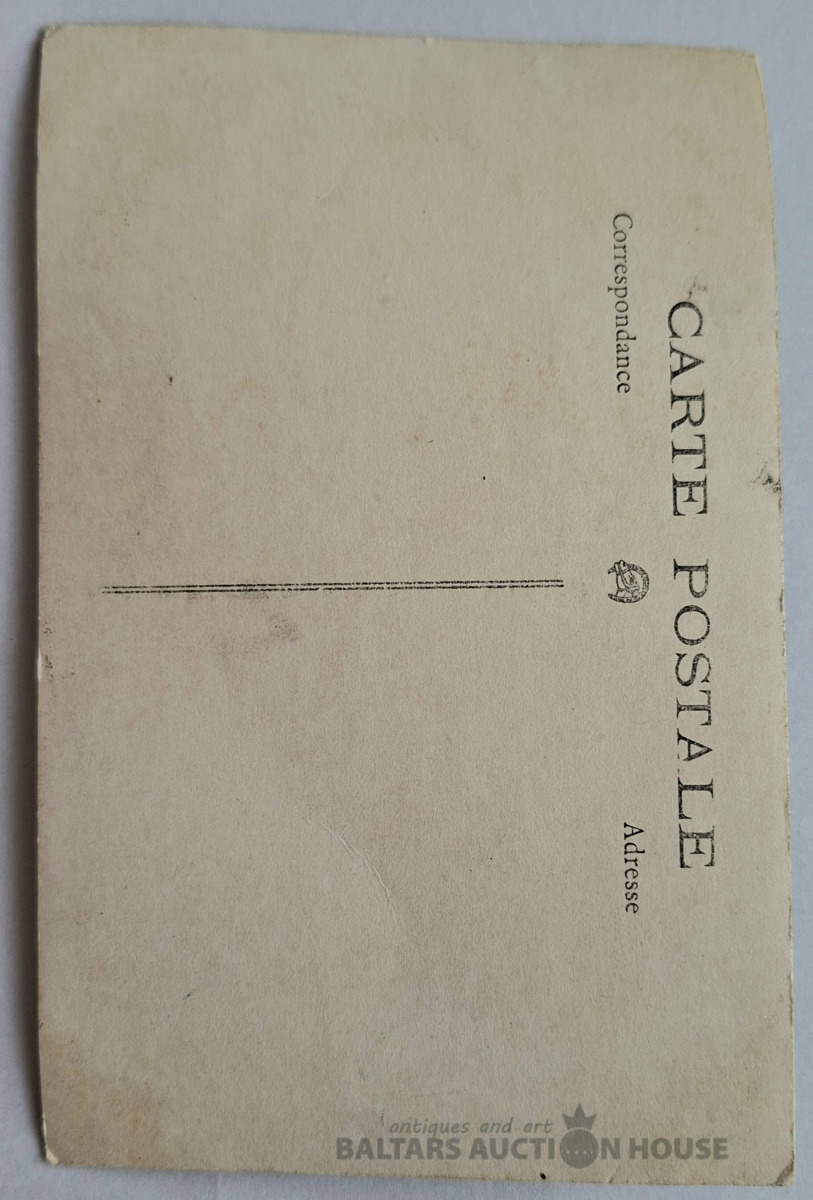 CARTE POSTALE
Correspondance
Adresse
antiques and art
BALTARS AUCTION HOUSE